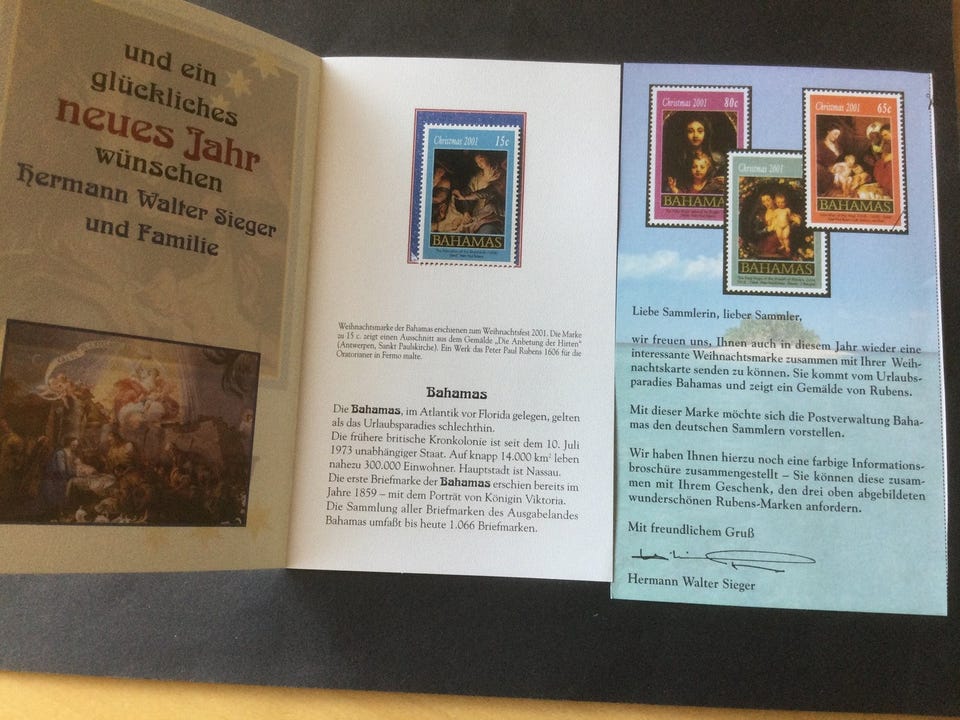 und ein
glückliches
neues Jahr
wünschen
Hermann Walter Sieger
und Familie
Christmas 2001 15c
BAHAMAS
Weihnachtsmarke der Bahamas erschienen zum Weihnachtsfest 2001. Die Marke
zu 15 c. zeigt einen Ausschnitt aus dem Gemälde „Die Anbetung der Hirten"
(Antwerpen, Sankt Paulskirche). Ein Werk das Peter Paul Rubens 1606 für die
Oratorianer in Fermo malte.
Bahamas
Die Bahamas, im Atlantik vor Florida gelegen, gelten
als das Urlaubsparadies schlechthin.
Die frühere britische Kronkolonie ist seit dem 10. Juli
1973 unabhängiger Staat. Auf knapp 14.000 km² leben
nahezu 300.000 Einwohner. Hauptstadt ist Nassau.
Die erste Briefmarke der Bahamas erschien bereits im
Jahre 1859 – mit dem Porträt von Königin Viktoria.
Die Sammlung aller Briefmarken des Ausgabelandes
Bahamas umfaßt bis heute 1.066 Briefmarken.
Christmas 2001 80c
BAHAMAS
Christmas 2001 65c
BAHAMAS
Christmas 2001
BAHAMAS
Liebe Sammlerin, lieber Sammler,
wir freuen uns, Ihnen auch in diesem Jahr wieder eine
interessante Weihnachtsmarke zusammen mit Ihrer Weih-
nachtskarte senden zu können. Sie kommt vom Urlaubs-
paradies Bahamas und zeigt ein Gemälde von Rubens.
Mit dieser Marke möchte sich die Postverwaltung Baha-
mas den deutschen Sammlern vorstellen.
Wir haben Ihnen hierzu noch eine farbige Informations-
broschüre zusammengestellt – Sie können diese zusam-
men mit Ihrem Geschenk, den drei oben abgebildeten
wunderschönen Rubens-Marken anfordern.
Mit freundlichem Gruß
Hermann Walter Sieger